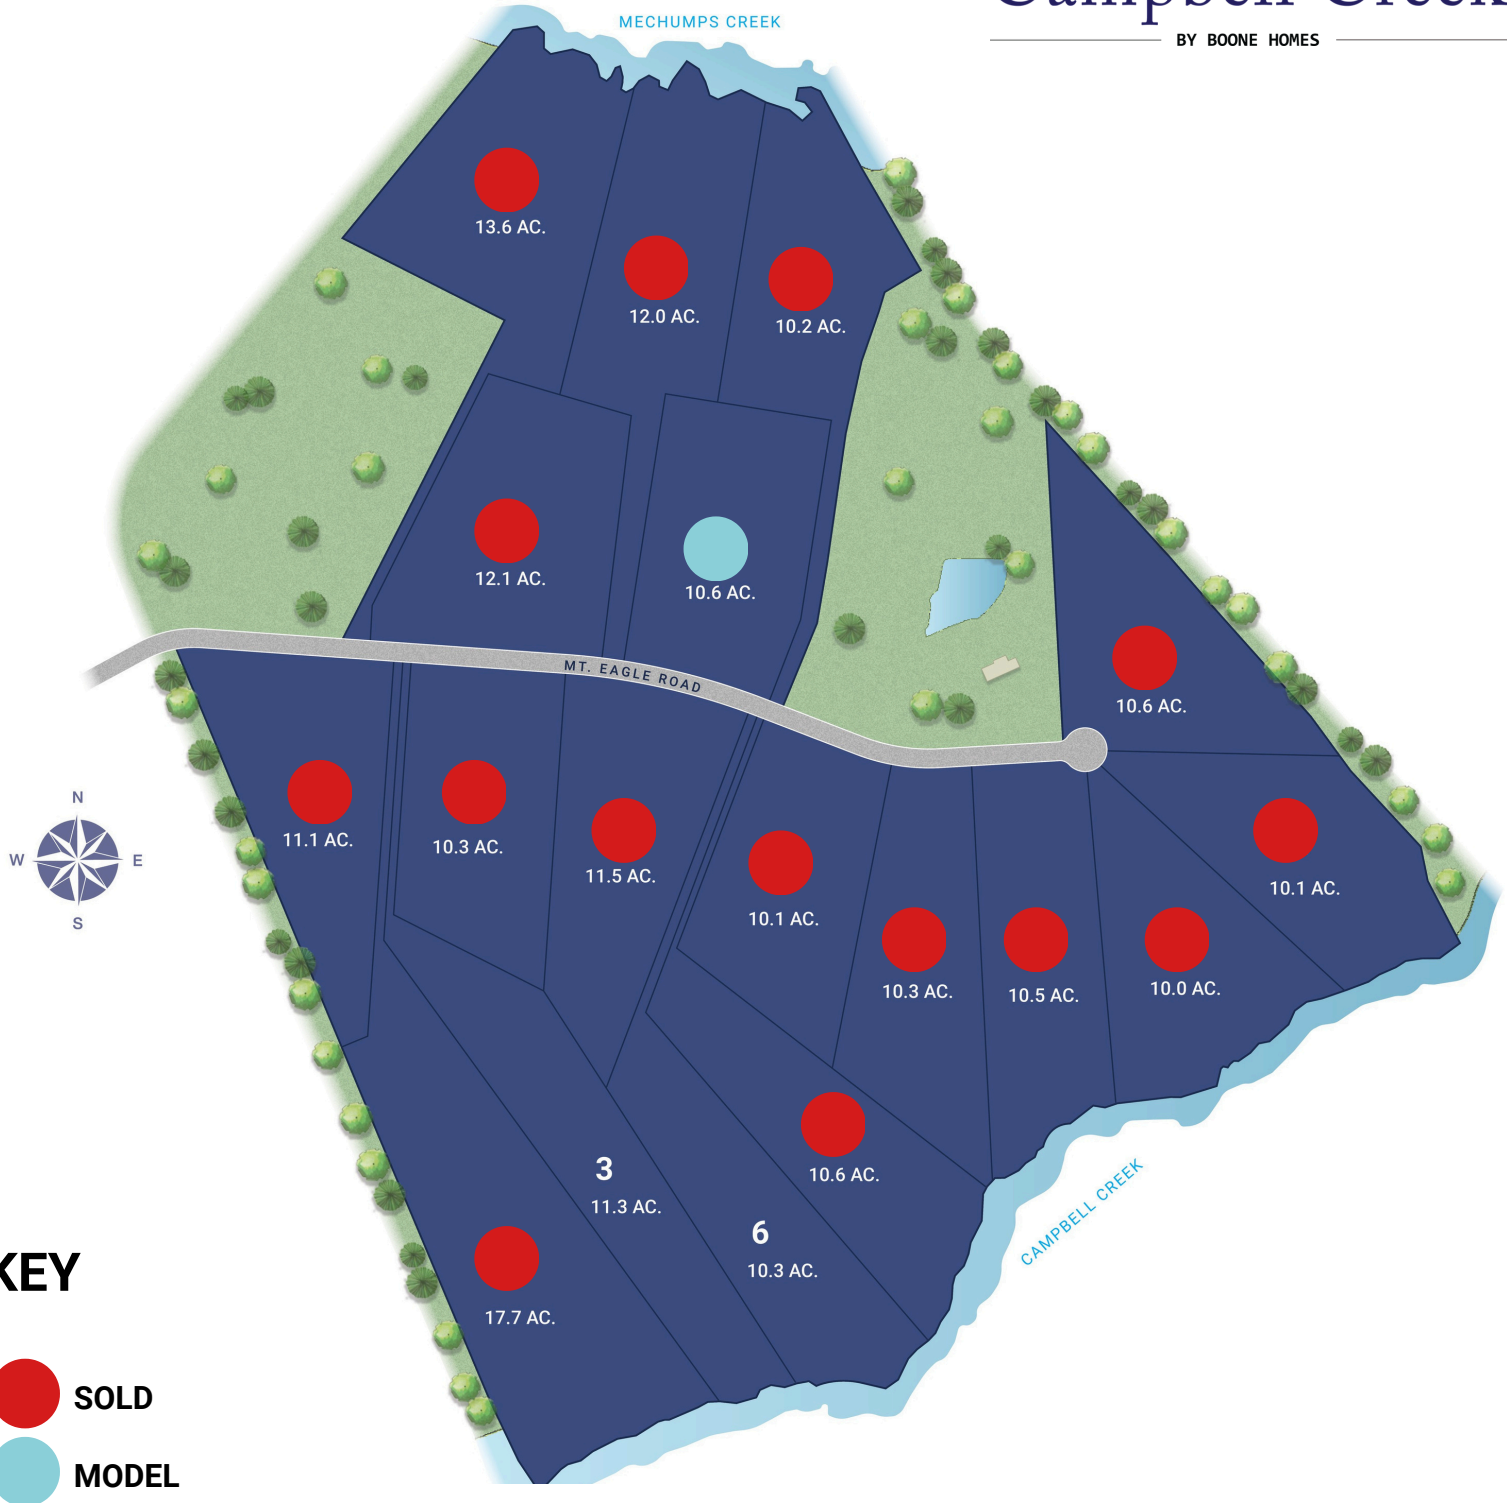 Campbell Creek
BY BOONE HOMES
MECHUMPS CREEK
13.6 AC.
12.0 AC.
10.2 AC.
12.1 AC.
10.6 AC.
MT. EAGLE ROAD
10.6 AC.
11.1 AC.
10.3 AC.
11.5 AC.
10.1 AC.
10.3 AC.
10.5 AC.
10.0 AC.
10.1 AC.
N
W
E
S
10.6 AC.
3
11.3 AC.
6
10.3 AC.
17.7 AC.
CAMPBELL CREEK
KEY
SOLD
MODEL